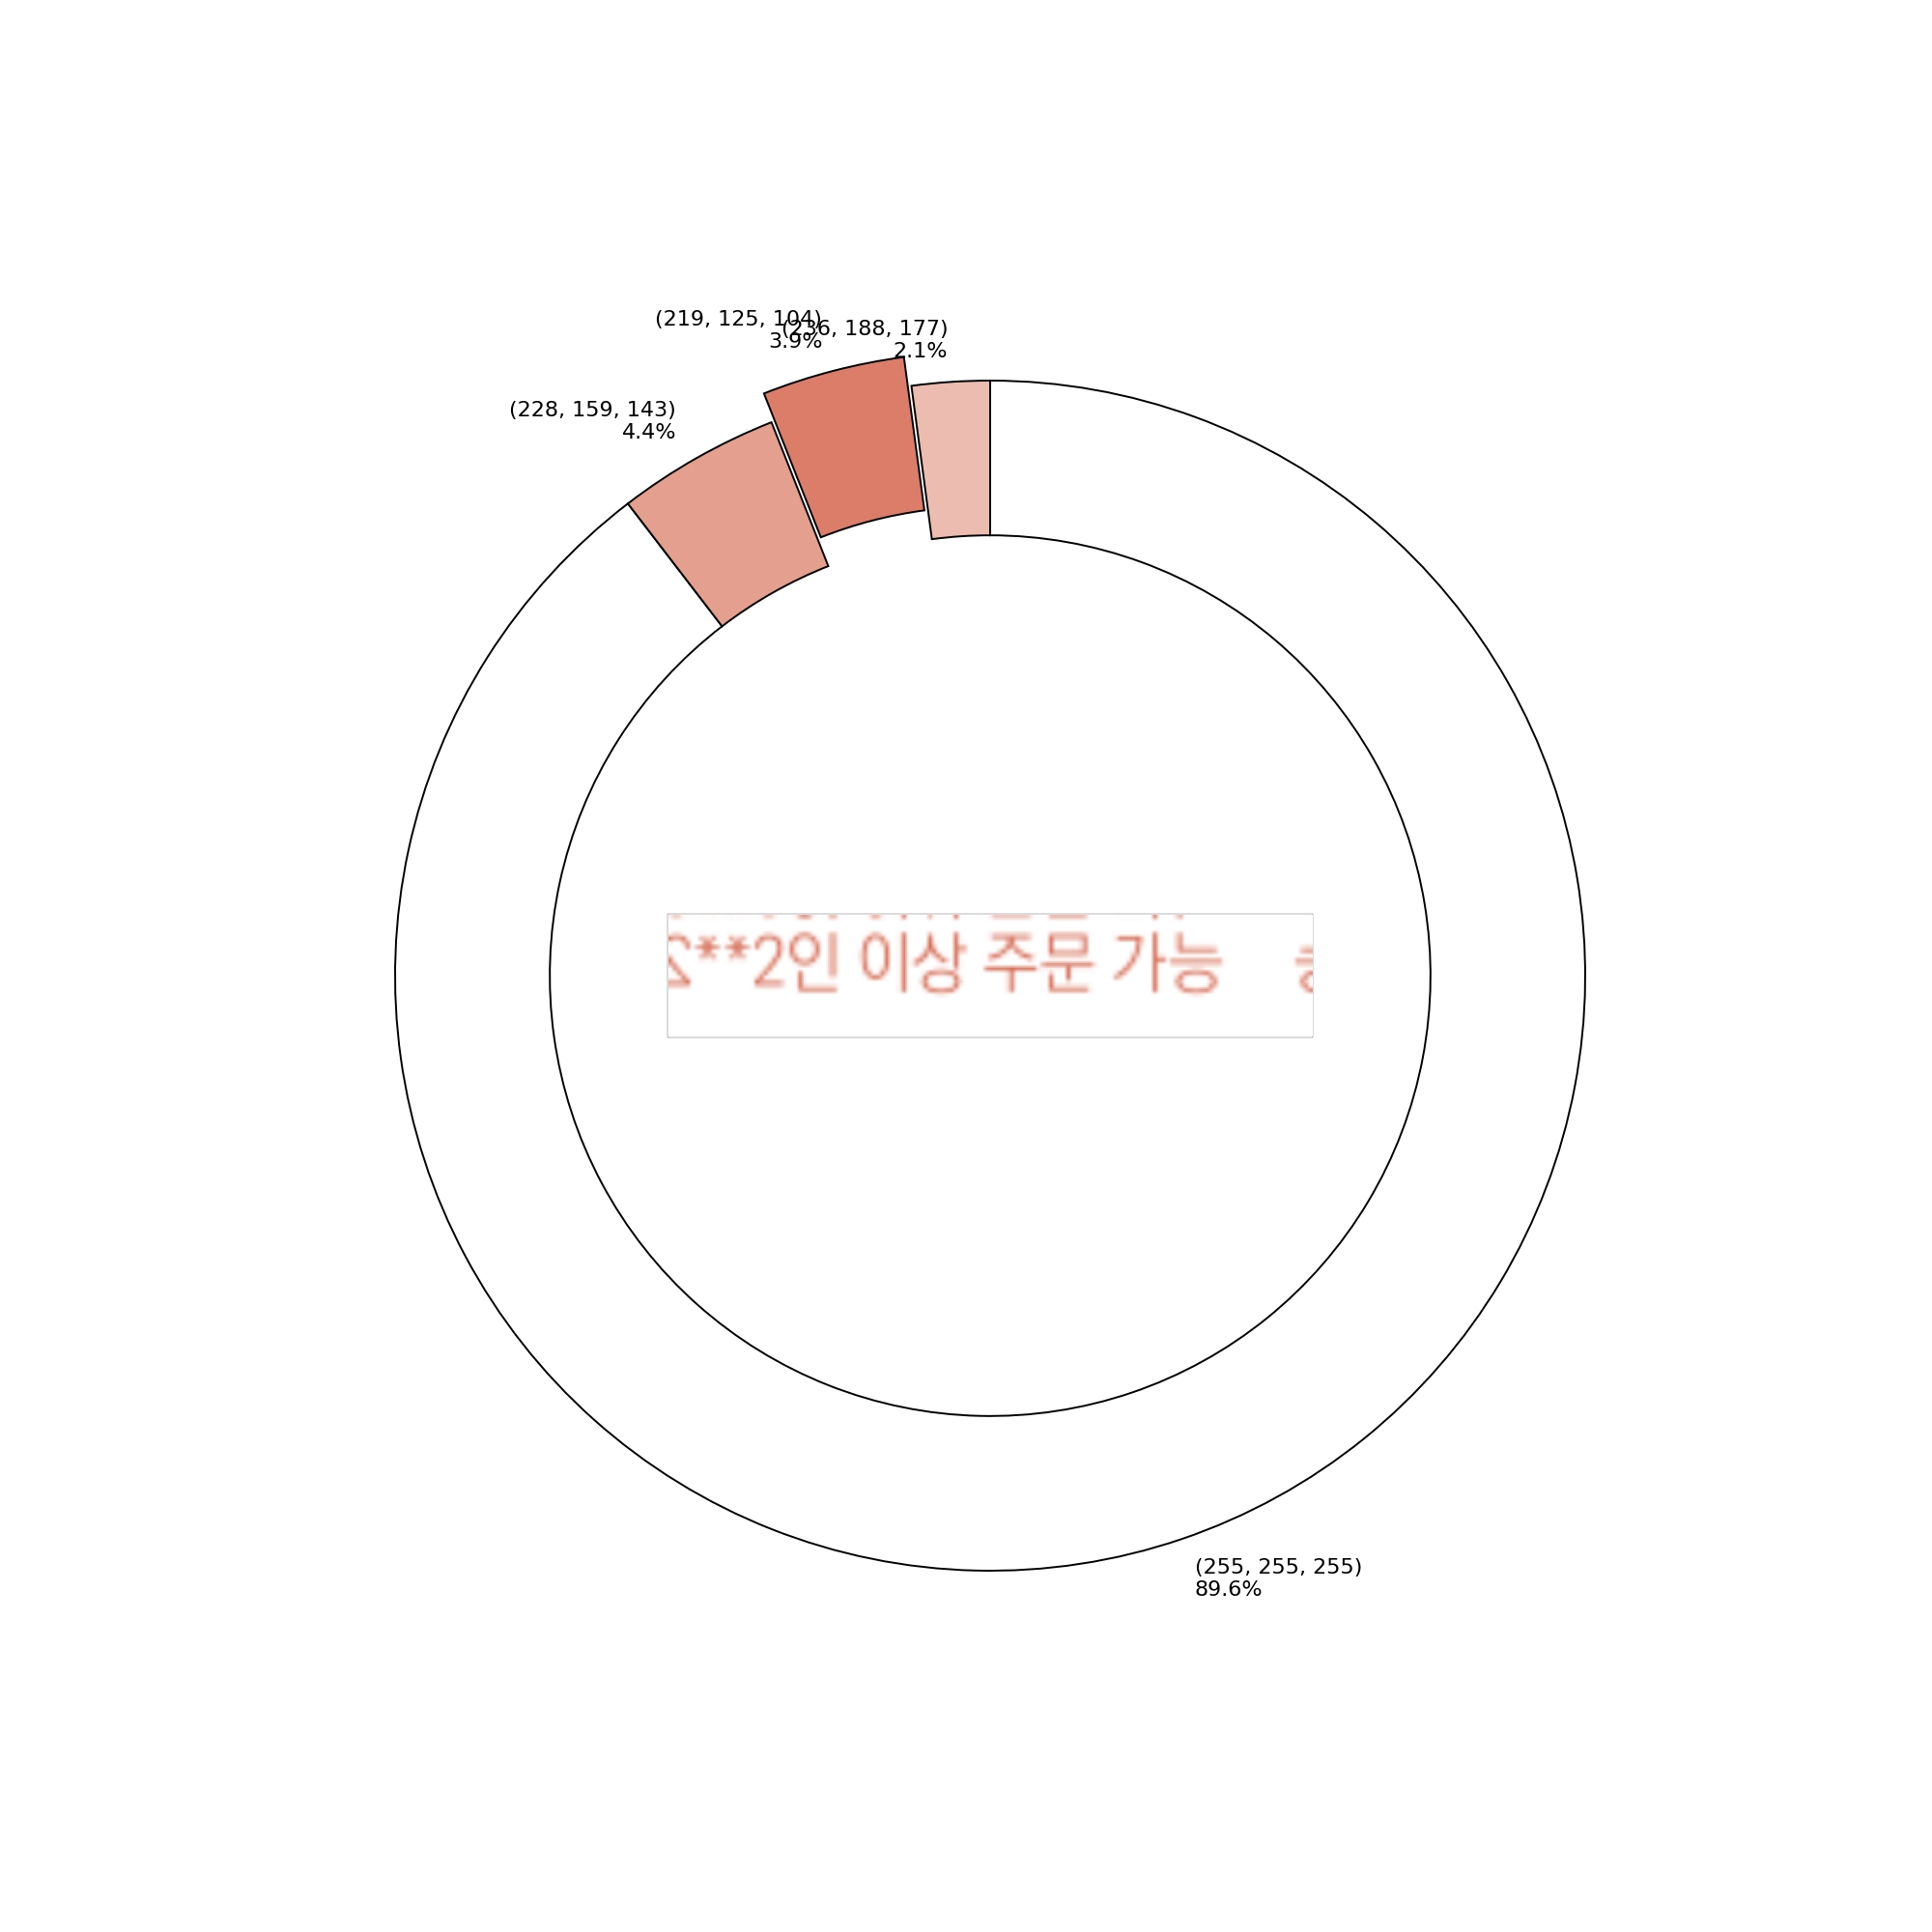 (219, 125, 104)
3.9%
(236, 188, 177)
2.1%
(228, 159, 143)
4.4%
2**2인 이상 주문 가능
(255, 255, 255)
89.6%